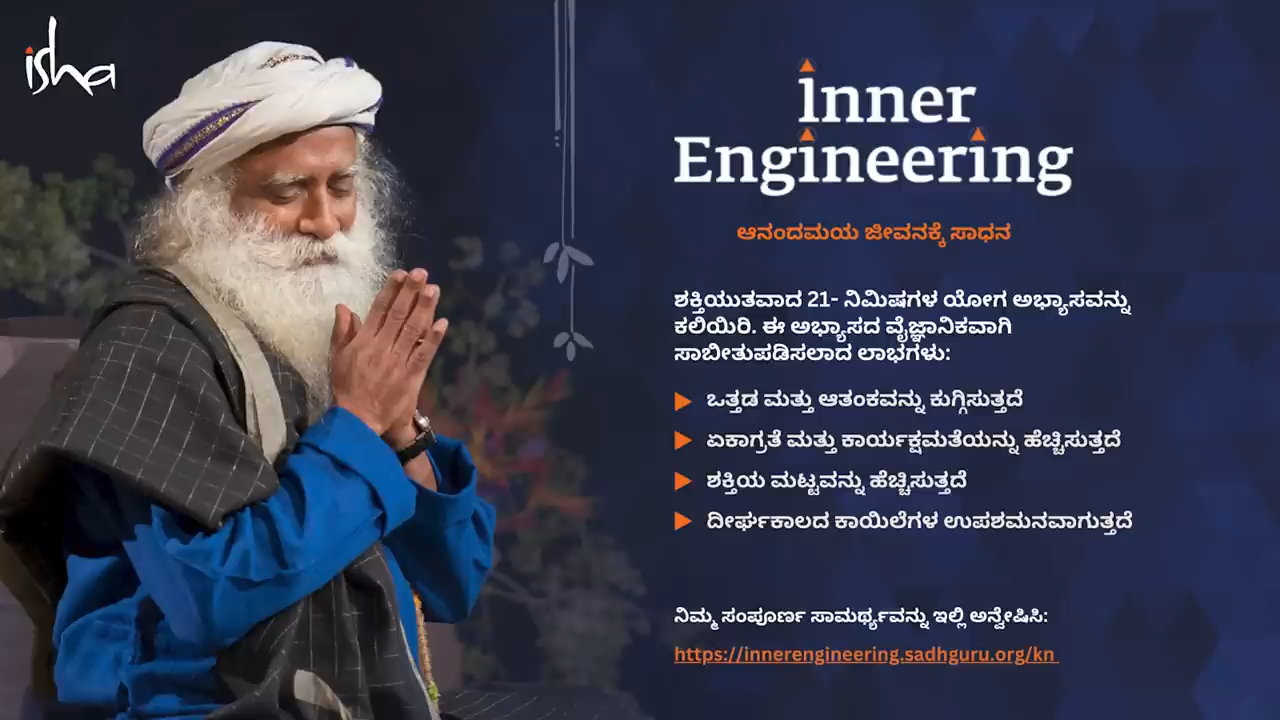 isha
inner
Engineering
ಆನಂದಮಯ ಜೀವನಕ್ಕೆ ಸಾಧನ
ಶಕ್ತಿಯುತವಾದ 21- ನಿಮಿಷಗಳ ಯೋಗ ಅಭ್ಯಾಸವನ್ನು
ಕಲಿಯಿರಿ. ಈ ಅಭ್ಯಾಸದ ವೈಜ್ಞಾನಿಕವಾಗಿ
ಸಾಬೀತುಪಡಿಸಲಾದ ಲಾಭಗಳು:
ಒತ್ತಡ ಮತ್ತು ಆತಂಕವನ್ನು ಕುಗ್ಗಿಸುತ್ತದೆ
ಏಕಾಗ್ರತೆ ಮತ್ತು ಕಾರ್ಯಕ್ಷಮತೆಯನ್ನು ಹೆಚ್ಚಿಸುತ್ತದೆ
ಶಕ್ತಿಯ ಮಟ್ಟವನ್ನು ಹೆಚ್ಚಿಸುತ್ತದೆ
ದೀರ್ಘಕಾಲದ ಕಾಯಿಲೆಗಳ ಉಪಶಮನವಾಗುತ್ತದೆ
ನಿಮ್ಮ ಸಂಪೂರ್ಣ ಸಾಮರ್ಥ್ಯವನ್ನು ಇಲ್ಲಿ ಅನ್ವೇಷಿಸಿ:
https://innerengineering.sadhguru.org/kn